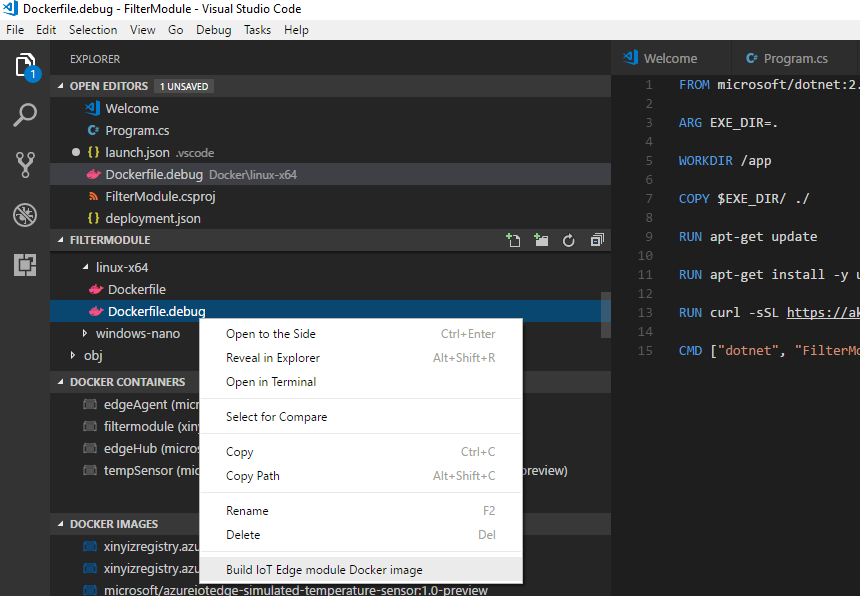 Dockerfile.debug - FilterModule - Visual Studio Code
File Edit Selection View Go Debug Tasks Help
1
EXPLORER
OPEN EDITORS 1 UNSAVED
Welcome
Program.cs
launch.json .vscode
Dockerfile.debug Docker\linux-x64
FilterModule.csproj
deployment.json
FILTERMODULE
linux-x64
Dockerfile
Dockerfile.debug
windows-nano
obj
DOCKER CONTAINERS
edgeAgent (micr
filtermodule (xiny
edgeHub (micros
tempSensor (mic preview)
DOCKER IMAGES
xinyizregistry.azu
xinyizregistry.azu
microsoft/azureiotedge-simulated-temperature-sensor:1.0-preview
Open to the Side Ctrl+Enter
Reveal in Explorer Alt+Shift+R
Open in Terminal
Select for Compare
Copy Ctrl+C
Copy Path Alt+Shift+C
Rename F2
Delete Del
Build IoT Edge module Docker image
Welcome Program.cs
1 FROM microsoft/dotnet:2.
2
3 ARG EXE_DIR=.
4
5 WORKDIR /app
6
7 COPY $EXE_DIR/ ./
8
9 RUN apt-get update
10
11 RUN apt-get install -y u
12
13 RUN curl -sSL https://ak
14
15 CMD ["dotnet", "FilterMo